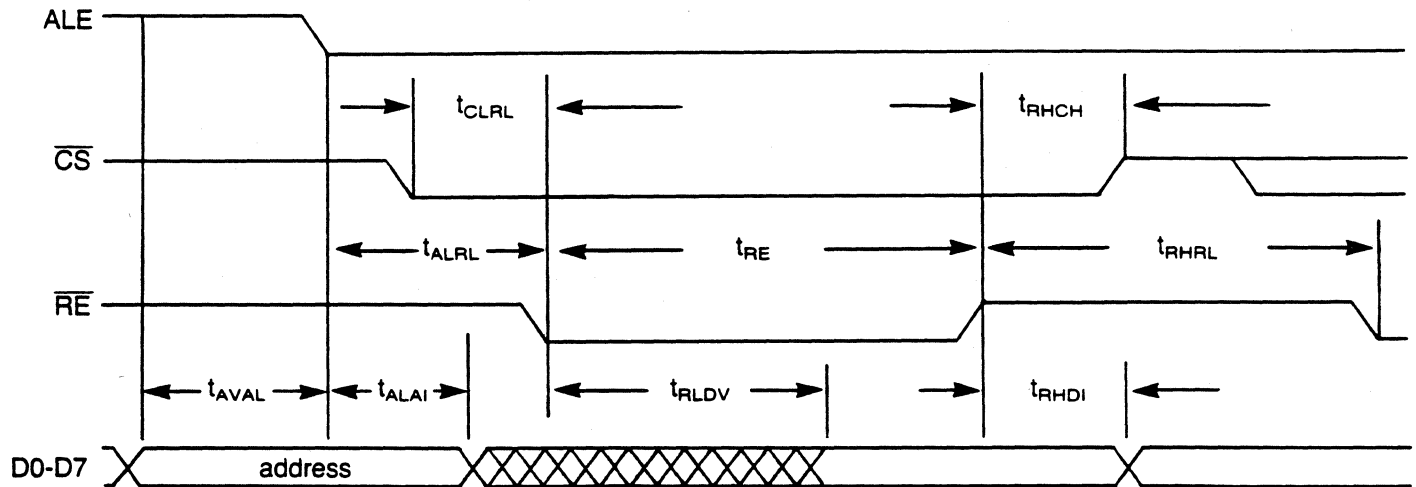 ALE
tCLRL
tRHCH
CS
tALRL
tRE
tRHRL
RE
tAVAL
tALAI
tRLDV
tRHDI
D0-D7
address